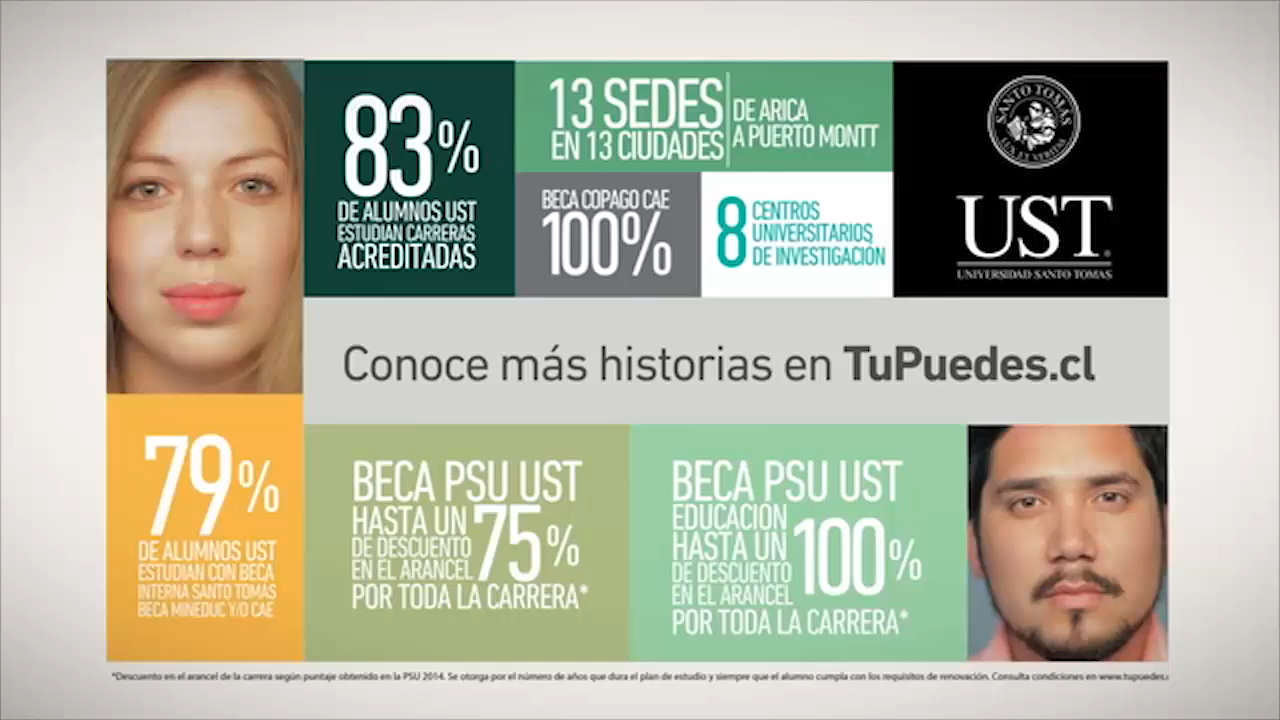 83%
DE ALUMNOS UST
ESTUDIAN CARRERAS
ACREDITADAS
13 SEDES
EN 13 CIUDADES
DE ARICA
A PUERTO MONTT
BECA COPAGO CAE
100%
8
CENTROS
UNIVERSITARIOS
DE INVESTIGACIÓN
SANTO TOMAS
UST®
UNIVERSIDAD SANTO TOMAS
Conoce más historias en TuPuedes.cl
79%
DE ALUMNOS UST
ESTUDIAN CON BECA
INTERNA SANTO TOMAS
BECA MINEDUC Y/O CAE
BECA PSU UST
HASTA UN
DE DESCUENTO
EN EL ARANCEL
75%
POR TODA LA CARRERA*
BECA PSU UST
EDUCACIÓN
HASTA UN
DE DESCUENTO
EN EL ARANCEL
100%
POR TODA LA CARRERA*
*Descuento en el arancel de la carrera según puntaje obtenido en la PSU 2014. Se otorga por el número de años que dura el plan de estudio y siempre que el alumno cumpla con los requisitos de renovación. Consulta condiciones en www.tupuedes.c